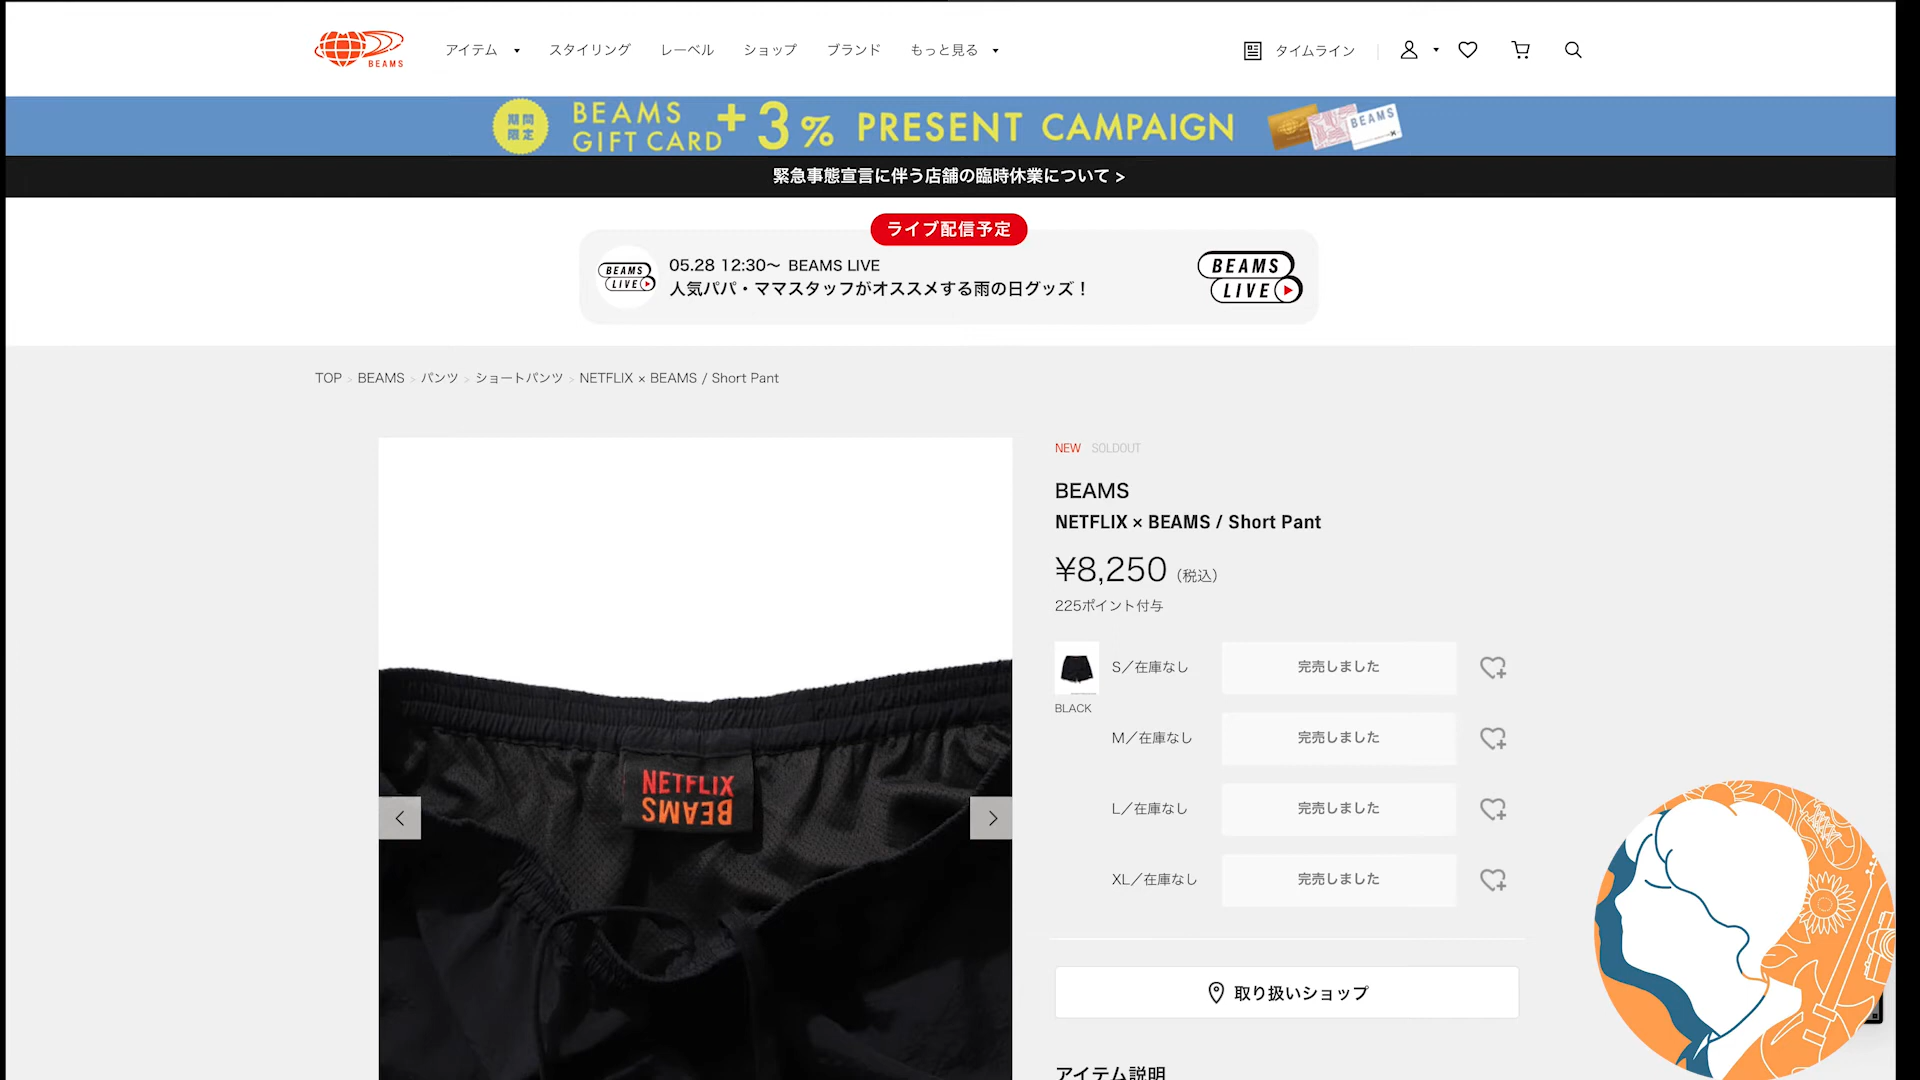 BEAMS
アイテム
スタイリング
レーベル
ショップ
ブランド
もっと見る
タイムライン
期間
限定
BEAMS
GIFT CARD
+3%
PRESENT CAMPAIGN
BEAMS
緊急事態宣言に伴う店舗の臨時休業について >
ライブ配信予定
BEAMS
LIVE
05.28 12:30〜 BEAMS LIVE
人気パパ・ママスタッフがオススメする雨の日グッズ！
BEAMS
LIVE
TOP > BEAMS > パンツ > ショートパンツ > NETFLIX × BEAMS / Short Pant
NEW SOLDOUT
BEAMS
NETFLIX × BEAMS / Short Pant
¥8,250 (税込)
225ポイント付与
BLACK
S／在庫なし 完売しました
M／在庫なし 完売しました
L／在庫なし 完売しました
XL／在庫なし 完売しました
NETFLIX
BEAMS
取り扱いショップ
アイテム説明